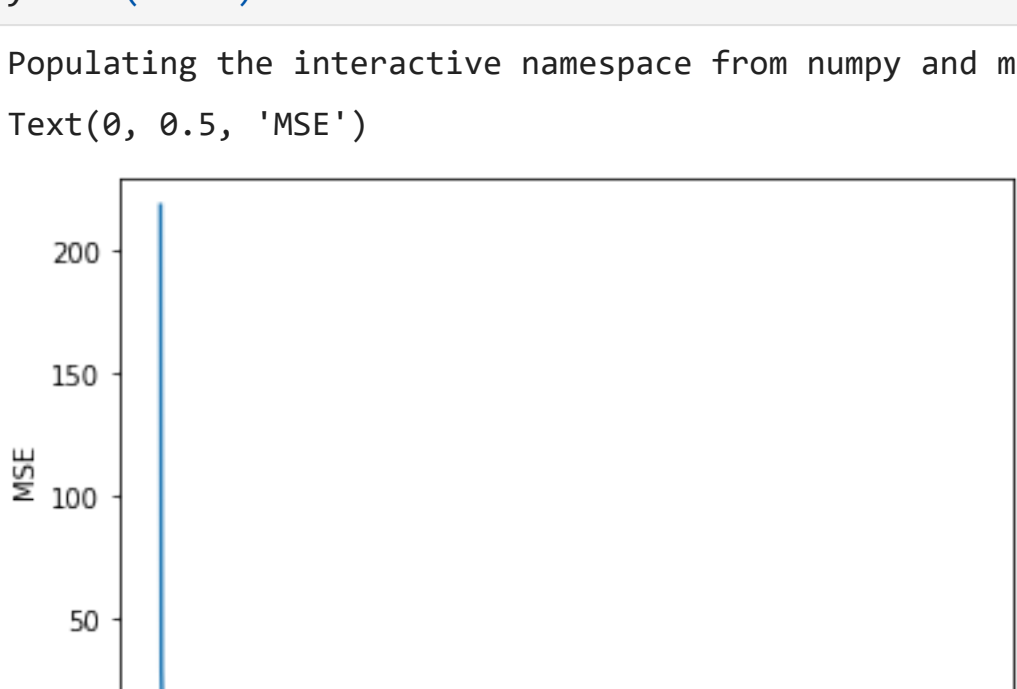 Populating the interactive namespace from numpy and m
Text(0, 0.5, 'MSE')
200
150
MSE
100
50